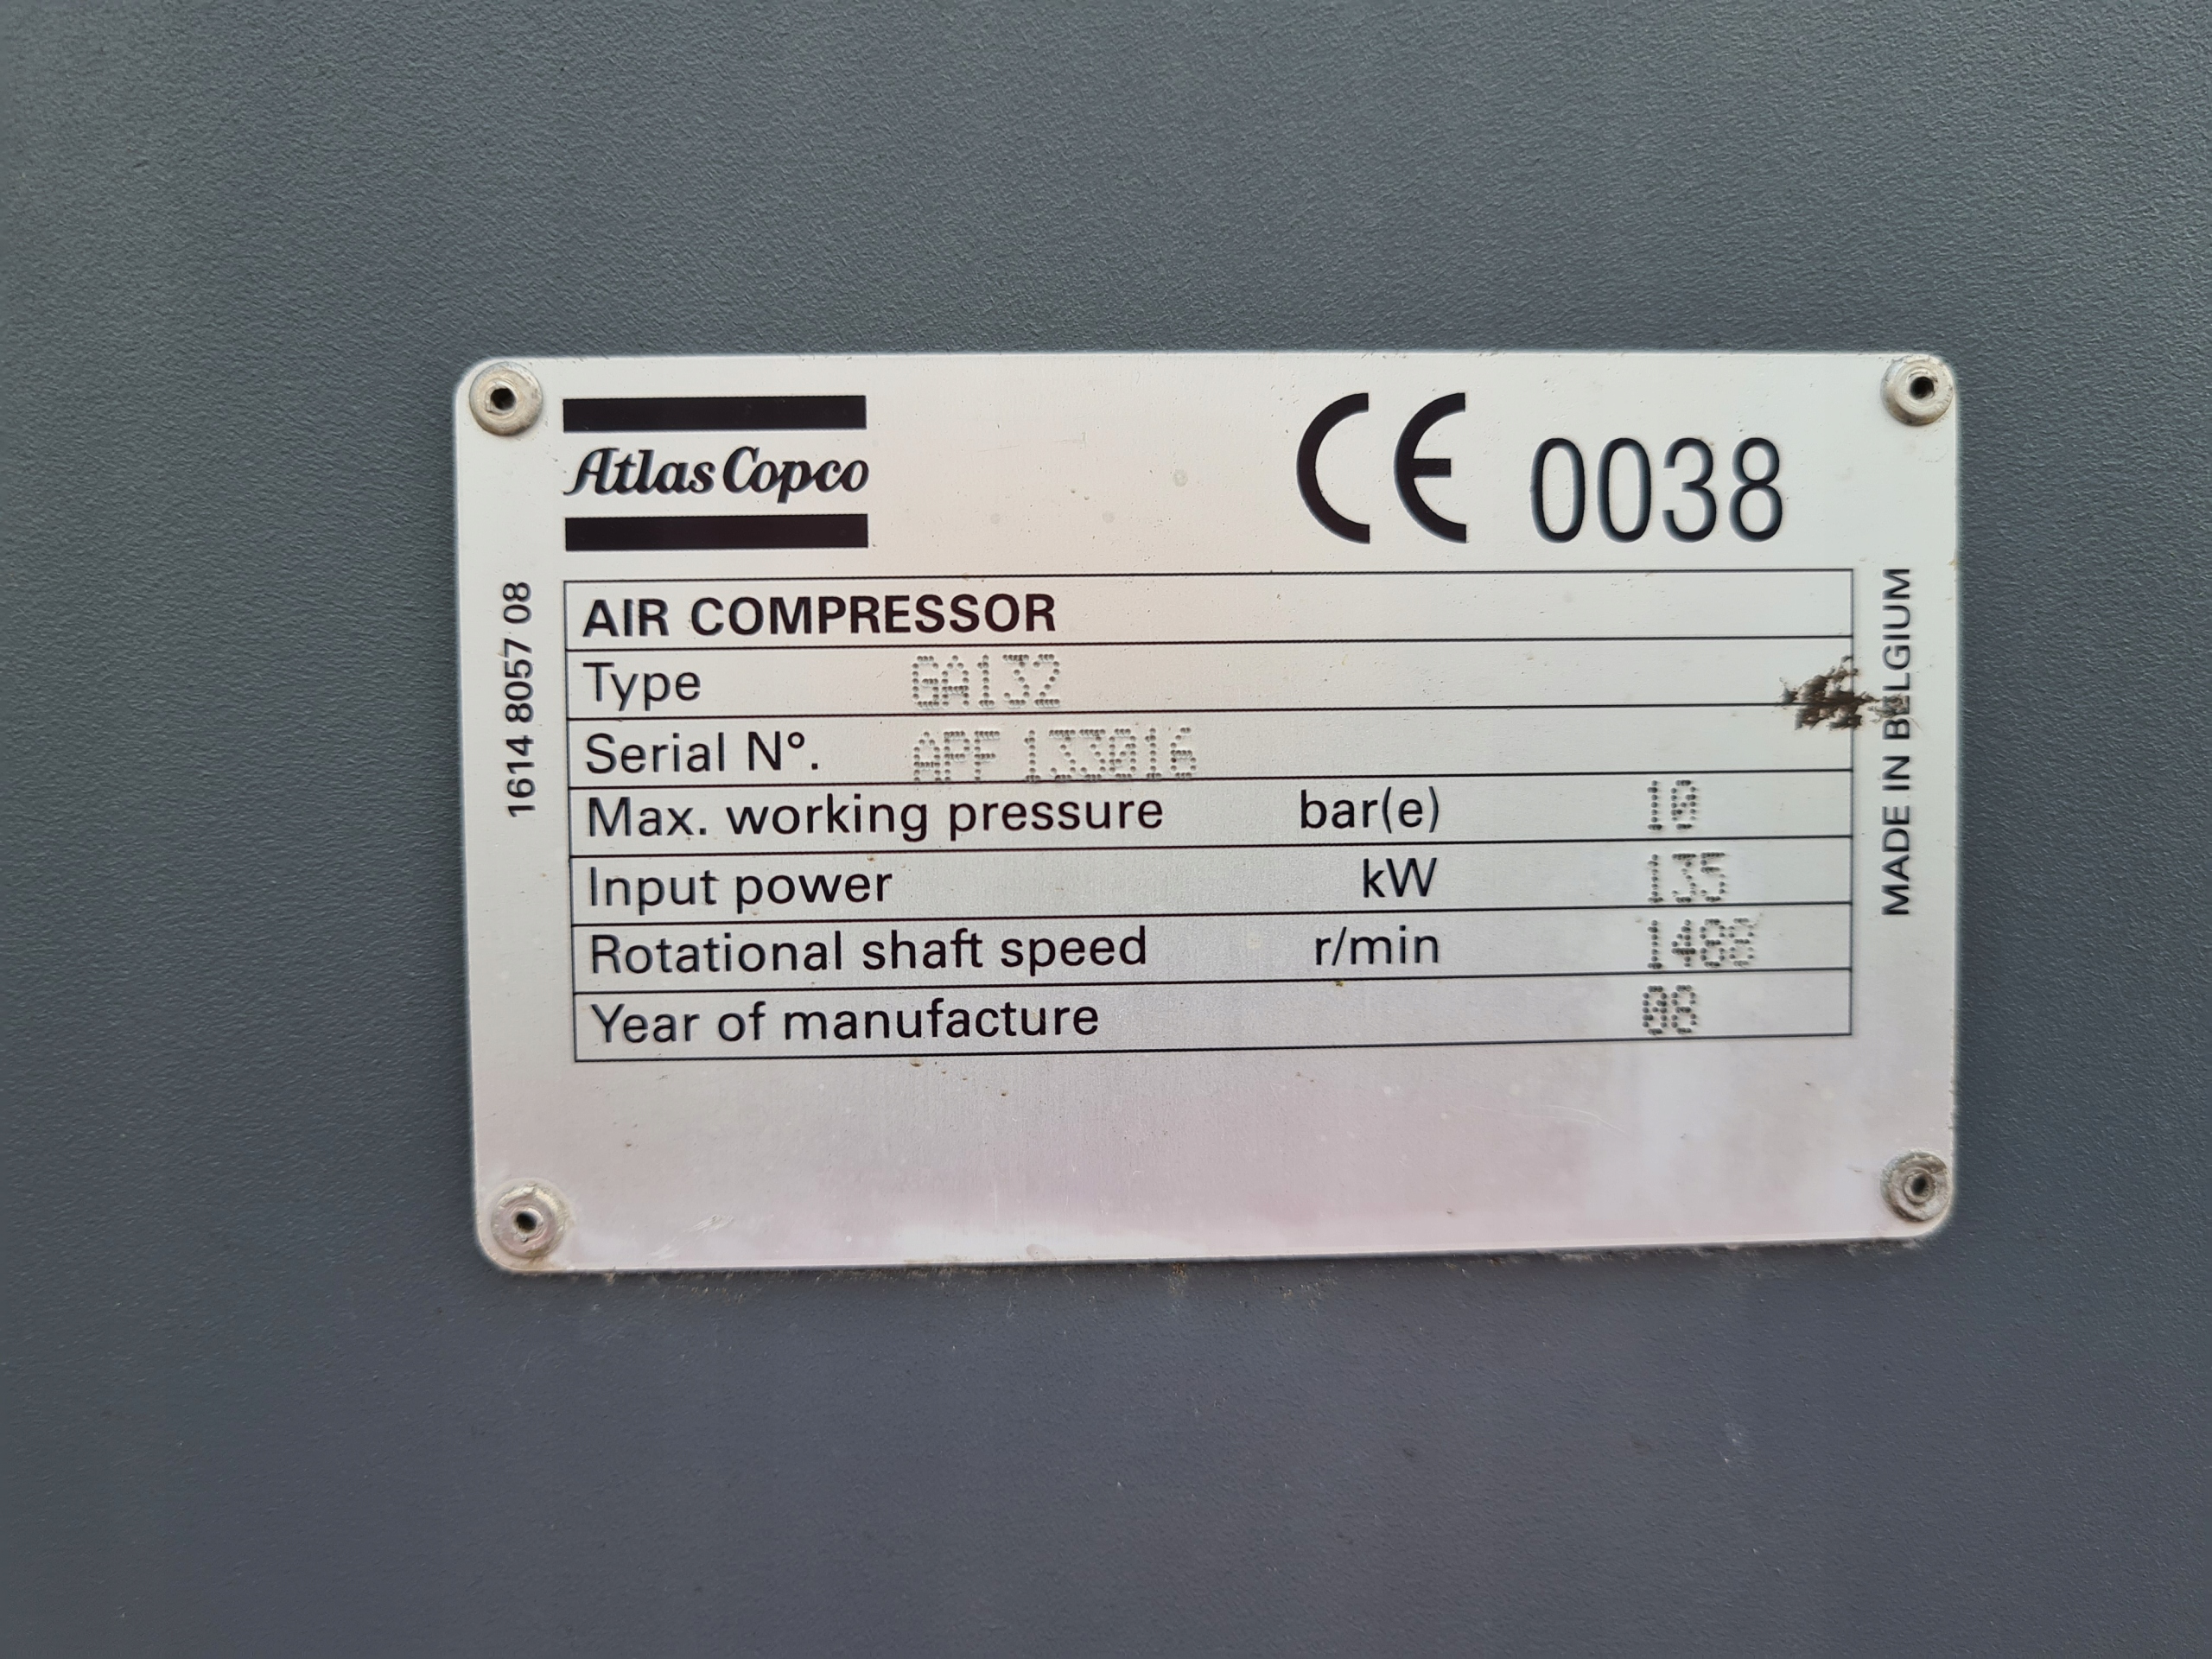 Atlas Copco
CE 0038
AIR COMPRESSOR
Type GA132
Serial N°. APF 133016
Max. working pressure bar(e) 10
Input power kW 135
Rotational shaft speed r/min 1488
Year of manufacture 08
1614 8057 08
MADE IN BELGIUM